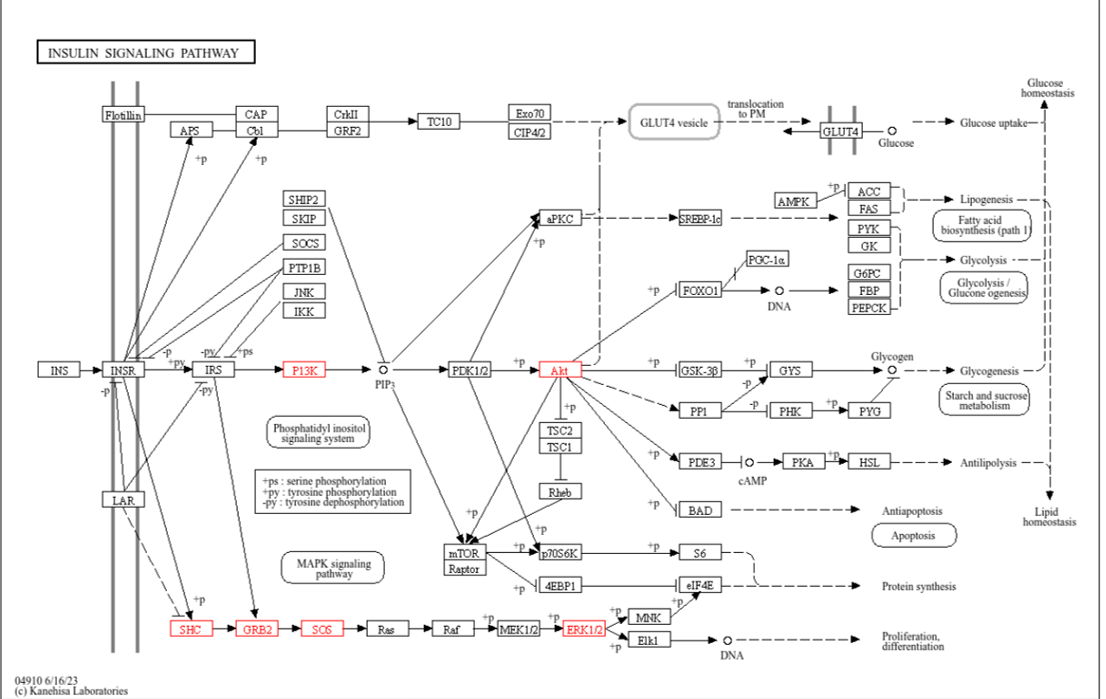 INSULIN SIGNALING PATHWAY
Glucose
homeostasis
Flotillin
CAP
APS
Cbl
CrkII
GRF2
TC10
Exo70
CIP4/2
GLUT4 vesicle
translocation
to PM
GLUT4
Glucose
Glucose uptake
+p
+p
SHIP2
SKIP
SOCS
PTP1B
JNK
IKK
aPKC
+p
SREBP-1c
AMPK
+p
ACC
FAS
PYK
GK
Lipogenesis
Fatty acid
biosynthesis (path 1)
PGC-1α
+p
FOXO1
DNA
G6PC
FBP
PEPCK
Glycolysis
Glycolysis /
Glucone ogenesis
-p
-py
+ps
+py
INS
INSR
IRS
P13K
PIP3
PDK1/2
+p
Akt
+p
GSK-3β
+p
GYS
Glycogen
Glycogenesis
-p
-py
-p
+p
PP1
-p
PHK
+p
PYG
Starch and sucrose
metabolism
Phosphatidyl inositol
signaling system
+p
TSC2
TSC1
+p
PDE3
cAMP
PKA
+p
HSL
Antilipolysis
+ps : serine phosphorylation
+py : tyrosine phosphorylation
-py : tyrosine dephosphorylation
LAR
Rheb
+p
BAD
Antiapoptosis
Apoptosis
Lipid
homeostasis
+p
+p
MAPK signaling
pathway
mTOR
Raptor
+p
p70S6K
+p
S6
+p
4EBP1
eIF4E
Protein synthesis
+p
SHC
GRB2
SOS
Ras
Raf
+p
MEK1/2
+p
ERK1/2
+p
MNK
+p
+p
Elk1
DNA
Proliferation,
differentiation
04910 6/16/23
(c) Kanehisa Laboratories